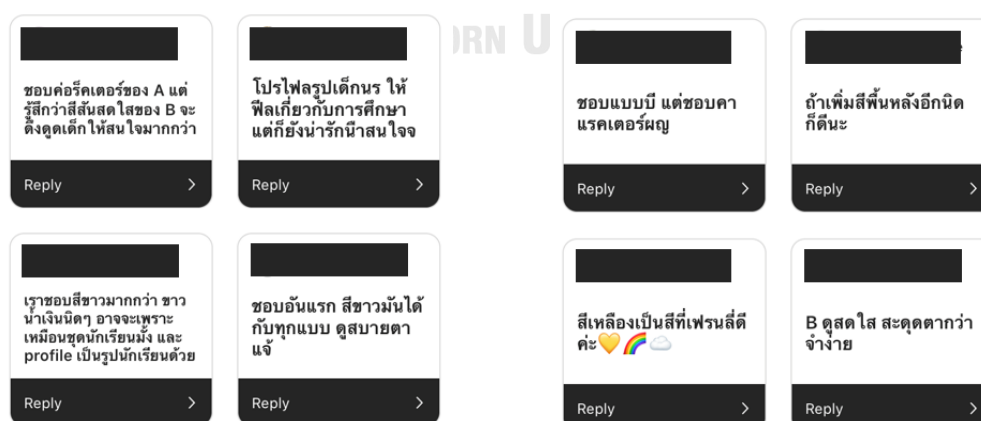 ORN U
ชอบค่อร็คเตอร์ของ A แต่
รู้สึกว่าสีสันสดใสของ B จะ
ดึงดูดเด็กให้สนใจมากกว่า
Reply
โปรไฟลรูปเด็กนร ให้
ฟีลเกี่ยวกับการศึกษา
แต่ก็ยังน่ารักน่าสนใจจ
Reply
ชอบแบบบี แต่ชอบคา
แรคเตอร์ผญ
Reply
ถ้าเพิ่มสีพื้นหลังอีกนิด
ก็ดีนะ
Reply
เราชอบสีขาวมากกว่า ขาว
น้ำเงินนิดๆ อาจจะเพราะ
เหมือนชุดนักเรียนมั้ง และ
profile เป็นรูปนักเรียนด้วย
Reply
ชอบอันแรก สีขาวมันได้
กับทุกแบบ ดูสบายตา
แจ้
Reply
สีเหลืองเป็นสีที่เฟรนลี่ดี
ค่ะ💛🌈☁️
Reply
B ดูสดใส สะดุดตากว่า
จำง่าย
Reply